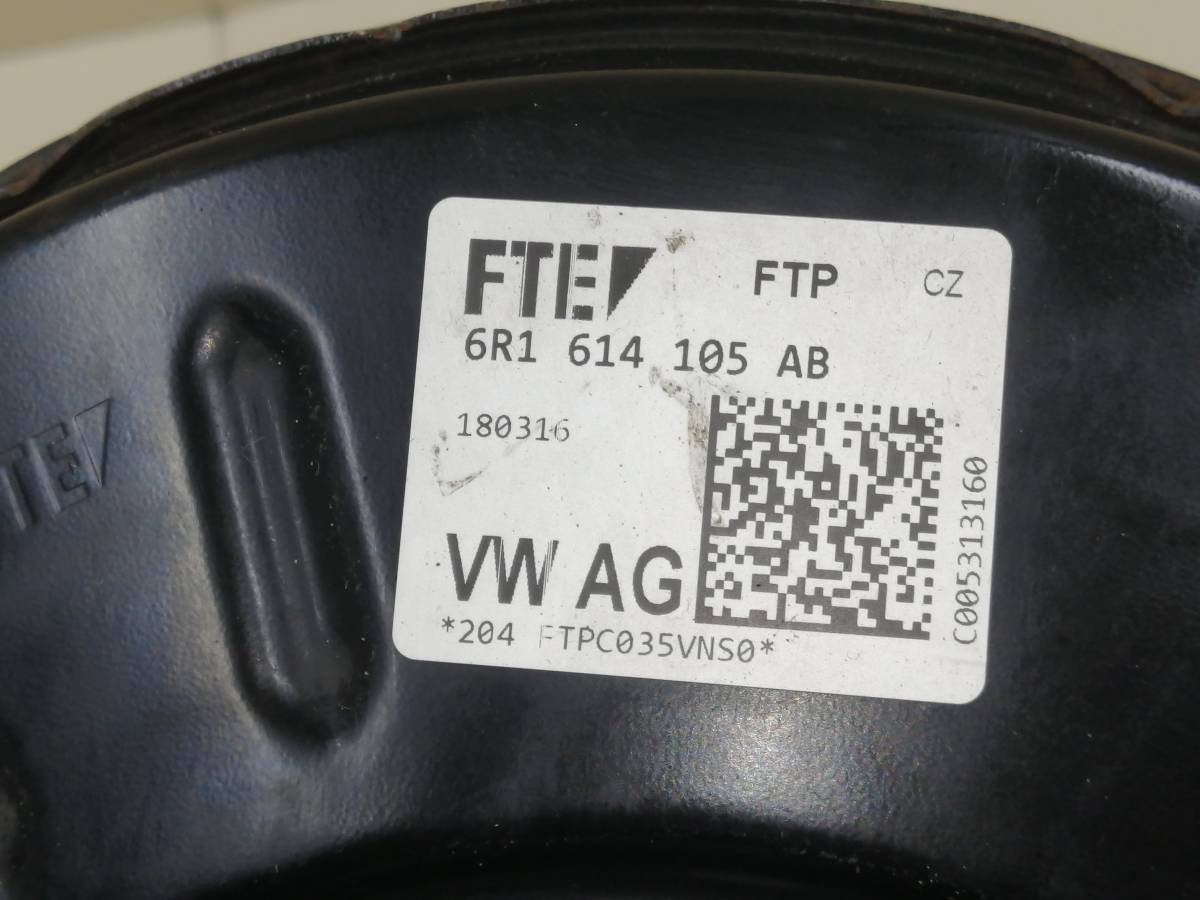 FTE FTP CZ
6R1 614 105 AB
180316
VW AG
*204 FTPC035VNS0*
C005313160
TE